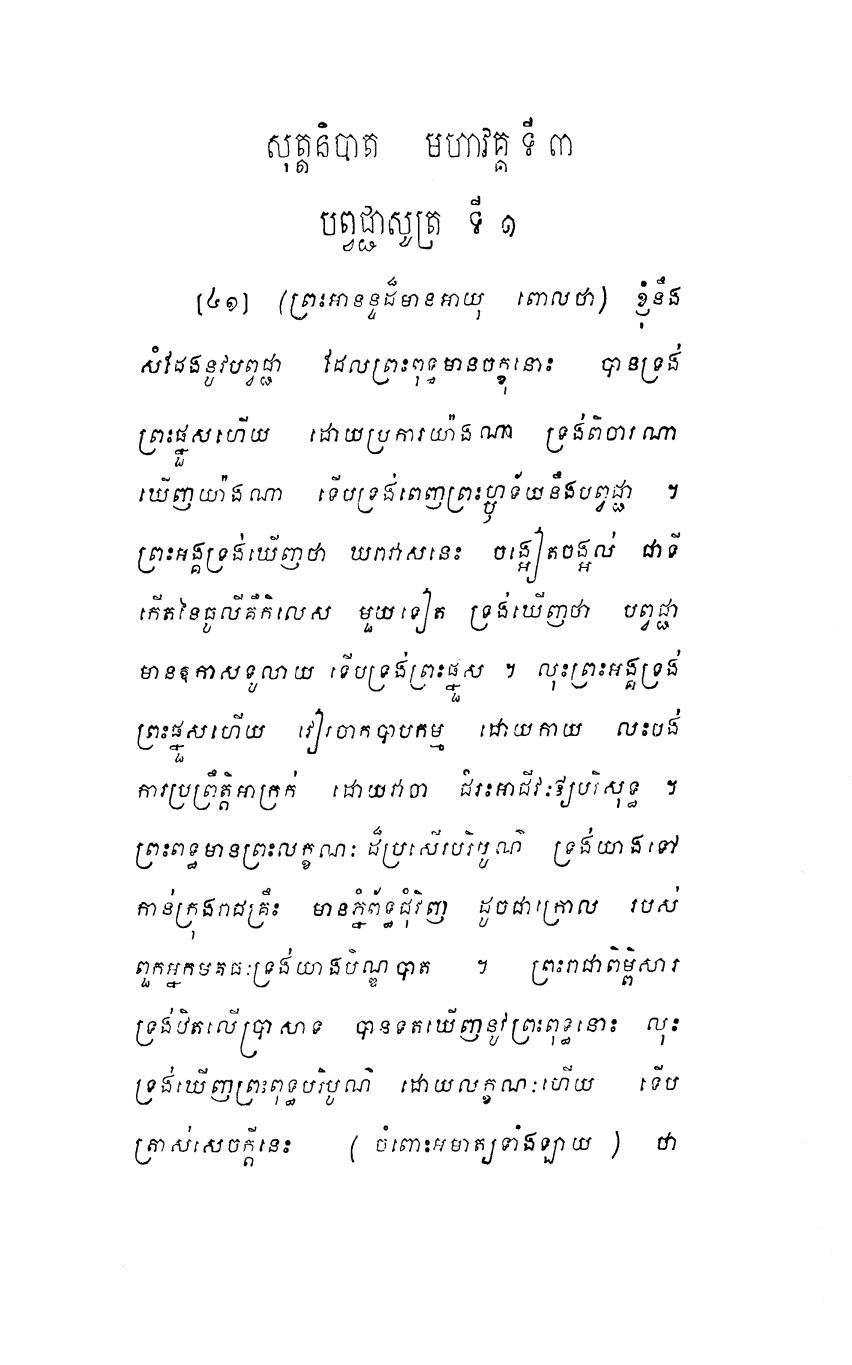 សុត្តនិបាត មហាវគ្គ ទី ៣
បព្វជ្ជាសូត្រ ទី ១
[៤១] (ព្រះអានន្ទដ៏មានអាយុ ពោលថា) ខ្ញុំនឹង
សំដែងនូវបព្វជ្ជា ដែលព្រះពុទ្ធមានចក្ខុនោះ បានទ្រង់
ព្រះផ្នួសហើយ ដោយប្រការយ៉ាងណា ទ្រង់ពិចារណា
ឃើញយ៉ាងណា ទើបទ្រង់ពេញព្រះហ្ឫទ័យនឹងបព្វជ្ជា ។
ព្រះអង្គទ្រង់ឃើញថា ឃរាវាសនេះ ចង្អៀតចង្អល់ ជាទី
កើតនៃធូលីគឺកិលេស មួយទៀត ទ្រង់ឃើញថា បព្វជ្ជា
មានឱកាសទូលាយ ទើបទ្រង់ព្រះផ្នួស ។ លុះព្រះអង្គទ្រង់
ព្រះផ្នួសហើយ វៀរចាកបាបកម្ម ដោយកាយ លះបង់
ការប្រព្រឹត្តិអាក្រក់ ដោយវាចា ជំរះអាជីវៈឱ្យបរិសុទ្ធ ។
ព្រះពុទ្ធមានព្រះលក្ខណៈ ដ៏ប្រសើរបរិបូណ៌ ទ្រង់យាងទៅ
កាន់ក្រុងរាជគ្រឹះ មានភ្នំព័ទ្ធជុំវិញ ដូចជាក្រោល របស់
ពួកអ្នកមគធៈទ្រង់យាងបិណ្ឌបាត ។ ព្រះរាជាពិម្ពិសារ
ទ្រង់ឋិតលើប្រាសាទ បានទតឃើញនូវព្រះពុទ្ធនោះ លុះ
ទ្រង់ឃើញព្រះពុទ្ធបរិបូណ៌ ដោយលក្ខណៈហើយ ទើប
ត្រាស់សេចក្តីនេះ ( ចំពោះអមាត្យទាំងឡាយ ) ថា